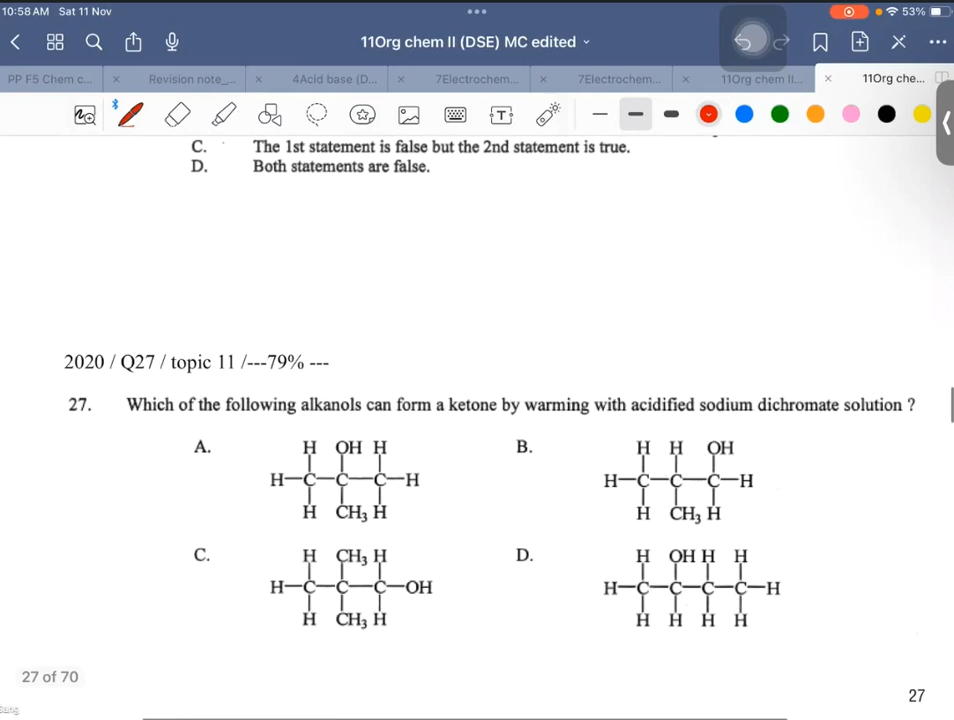 10:58 AM Sat 11 Nov
53%
11Org chem II (DSE) MC edited
PP F5 Chem c... × Revision note_... × 4Acid base (D... × 7Electrochem... × 7Electrochem... × 11Org chem II... × 11Org che...
C. The 1st statement is false but the 2nd statement is true.
D. Both statements are false.
2020 / Q27 / topic 11 /---79% ---
27. Which of the following alkanols can form a ketone by warming with acidified sodium dichromate solution ?
A.
H OH H
H—C—C—C—H
H CH₃ H
B.
H H OH
H—C—C—C—H
H CH₃ H
C.
H CH₃ H
H—C—C—C—OH
H CH₃ H
D.
H OH H H
H—C—C—C—C—H
H H H H
27 of 70
27